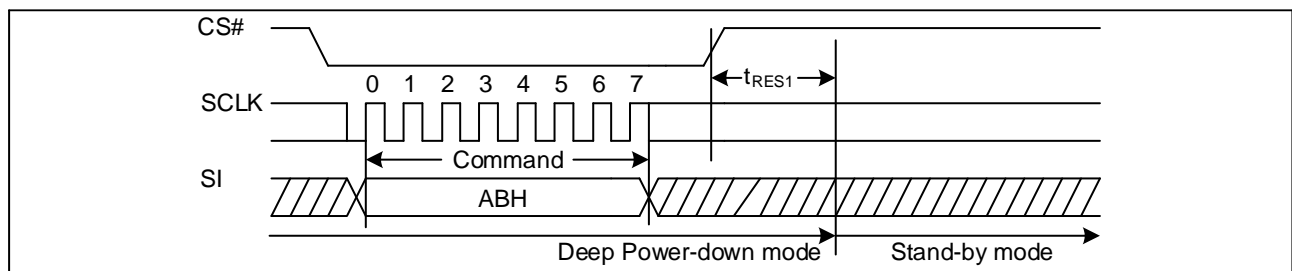 CS#
0 1 2 3 4 5 6 7
tRES1
SCLK
Command
SI
ABH
Deep Power-down mode Stand-by mode